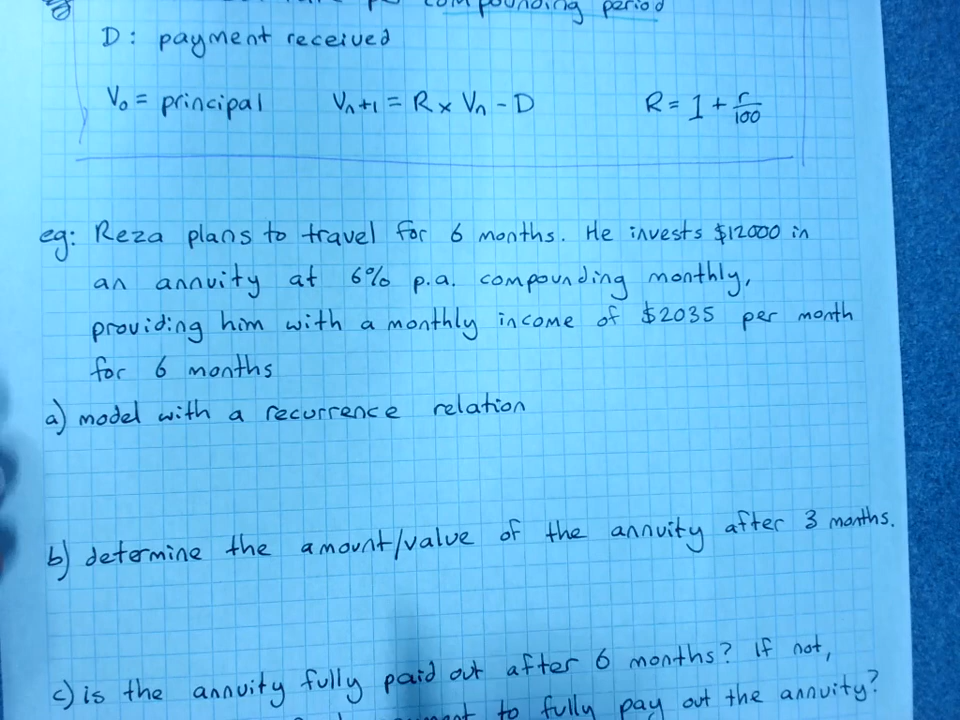 compounding period
D: payment received
V₀ = principal Vₙ₊₁ = R × Vₙ - D R = 1 + r/100
eg: Reza plans to travel for 6 months. He invests $12000 in
an annuity at 6% p.a. compounding monthly,
providing him with a monthly income of $2035 per month
for 6 months
a) model with a recurrence relation
b) determine the amount/value of the annuity after 3 months.
c) is the annuity fully paid out after 6 months? If not,
to fully pay out the annuity?